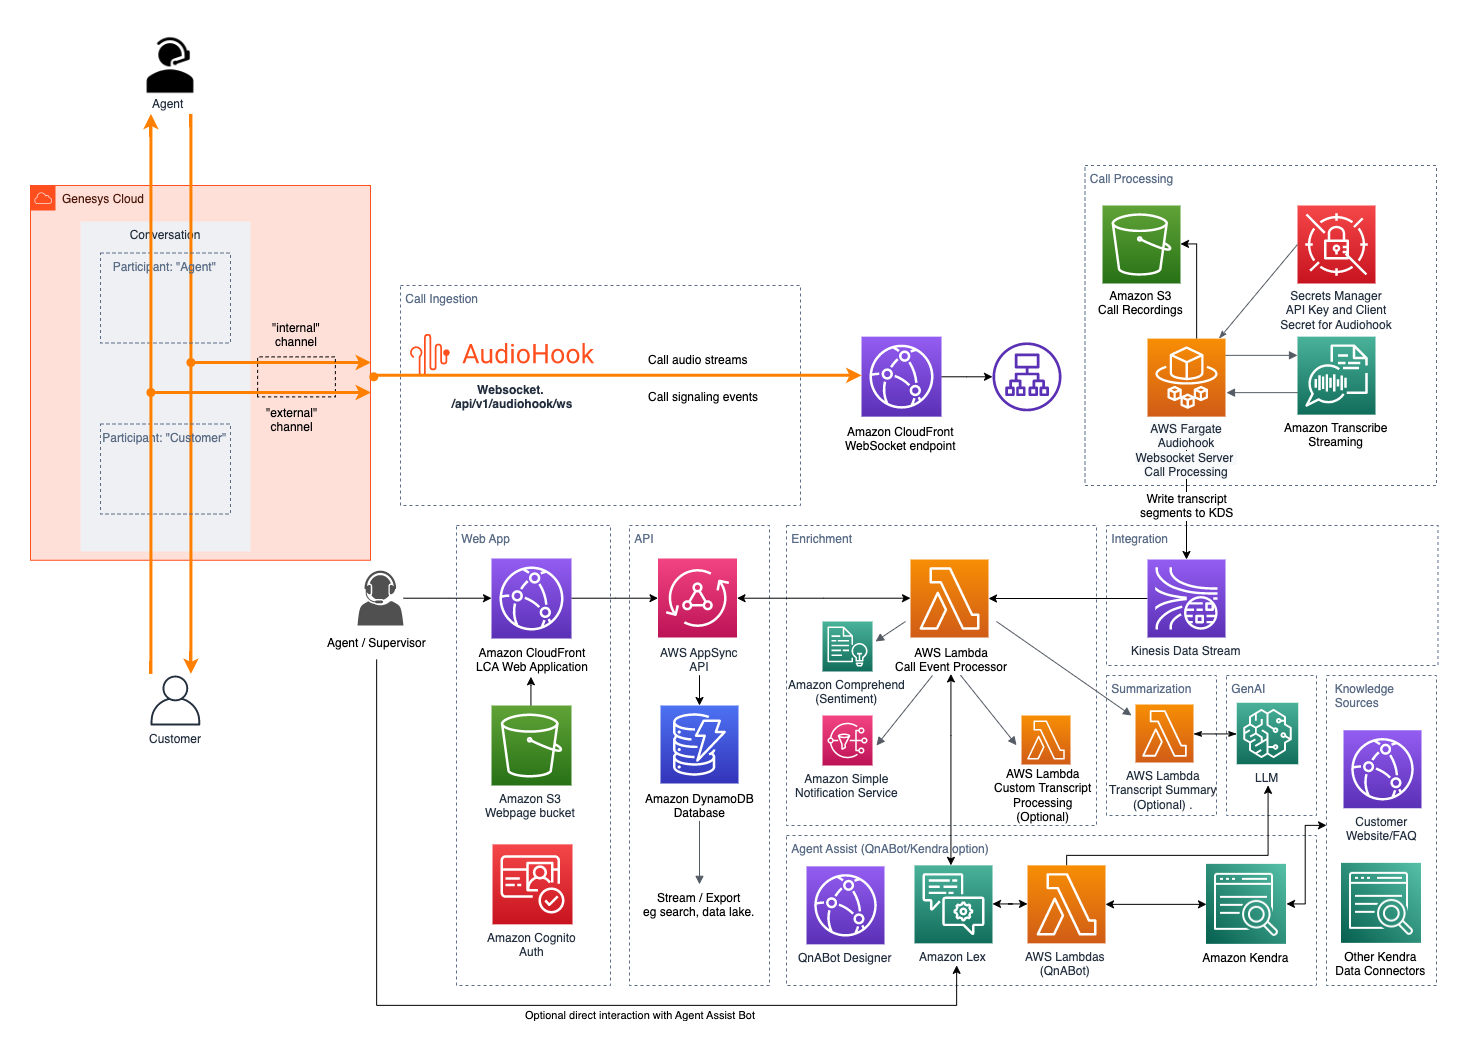 Agent
Genesys Cloud
Conversation
Participant: "Agent"
"internal"
channel
"external"
channel
Participant: "Customer"
Customer
Call Ingestion
AudioHook
Websocket.
/api/v1/audiohook/ws
Call audio streams
Call signaling events
Amazon CloudFront
WebSocket endpoint
Call Processing
Amazon S3
Call Recordings
Secrets Manager
API Key and Client
Secret for Audiohook
AWS Fargate
Audiohook
Websocket Server
Call Processing
Amazon Transcribe
Streaming
Write transcript
segments to KDS
Agent / Supervisor
Web App
Amazon CloudFront
LCA Web Application
Amazon S3
Webpage bucket
Amazon Cognito
Auth
API
AWS AppSync
API
Amazon DynamoDB
Database
Stream / Export
eg search, data lake.
Enrichment
AWS Lambda
Call Event Processor
Amazon Comprehend
(Sentiment)
Amazon Simple
Notification Service
AWS Lambda
Custom Transcript
Processing
(Optional)
Integration
Kinesis Data Stream
Summarization
AWS Lambda
Transcript Summary
(Optional) .
GenAI
LLM
Knowledge
Sources
Customer
Website/FAQ
Other Kendra
Data Connectors
Agent Assist (QnABot/Kendra option)
QnABot Designer
Amazon Lex
AWS Lambdas
(QnABot)
Amazon Kendra
Optional direct interaction with Agent Assist Bot